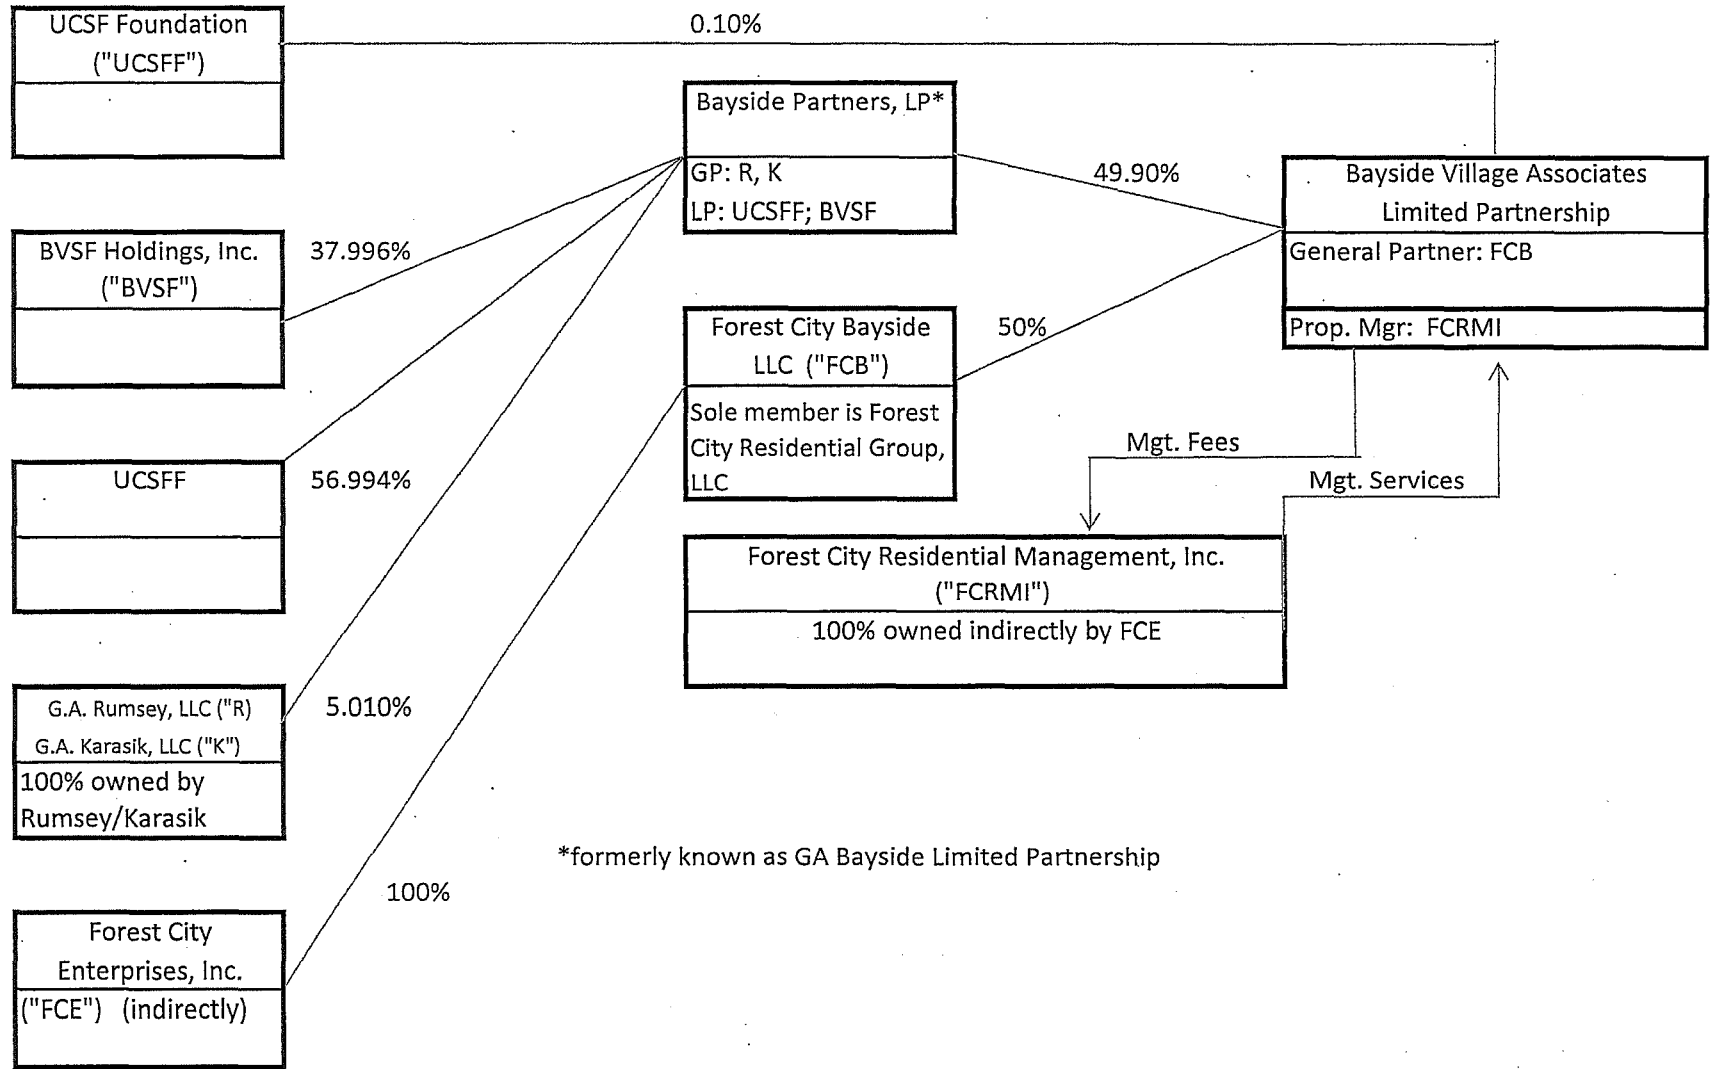 UCSF Foundation
("UCSFF")
0.10%
Bayside Partners, LP*
GP: R, K
LP: UCSFF; BVSF
49.90%
Bayside Village Associates
Limited Partnership
General Partner: FCB
Prop. Mgr: FCRMI
BVSF Holdings, Inc.
("BVSF")
37.996%
Forest City Bayside
LLC ("FCB")
Sole member is Forest
City Residential Group,
LLC
50%
Mgt. Fees
Mgt. Services
UCSFF
56.994%
Forest City Residential Management, Inc.
("FCRMI")
100% owned indirectly by FCE
G.A. Rumsey, LLC ("R)
G.A. Karasik, LLC ("K")
100% owned by
Rumsey/Karasik
5.010%
*formerly known as GA Bayside Limited Partnership
100%
Forest City
Enterprises, Inc.
("FCE") (indirectly)